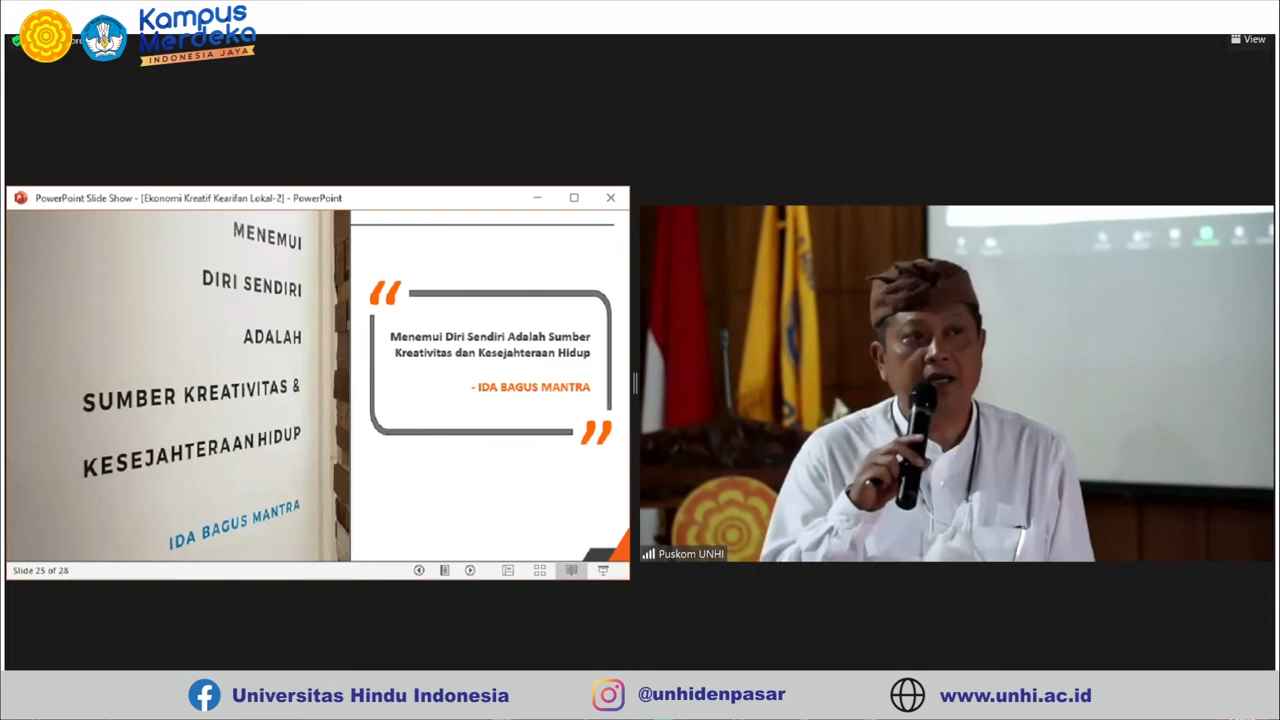 Kampus
Merdeka
INDONESIA JAYA
View
PowerPoint Slide Show - [Ekonomi Kreatif Kearifan Lokal-2] - PowerPoint
MENEMUI
DIRI SENDIRI
ADALAH
SUMBER KREATIVITAS &
KESEJAHTERAAN HIDUP
IDA BAGUS MANTRA
“
Menemui Diri Sendiri Adalah Sumber
Kreativitas dan Kesejahteraan Hidup
- IDA BAGUS MANTRA
”
Slide 25 of 28
Puskom UNHI
Universitas Hindu Indonesia
@unhidenpasar
www.unhi.ac.id